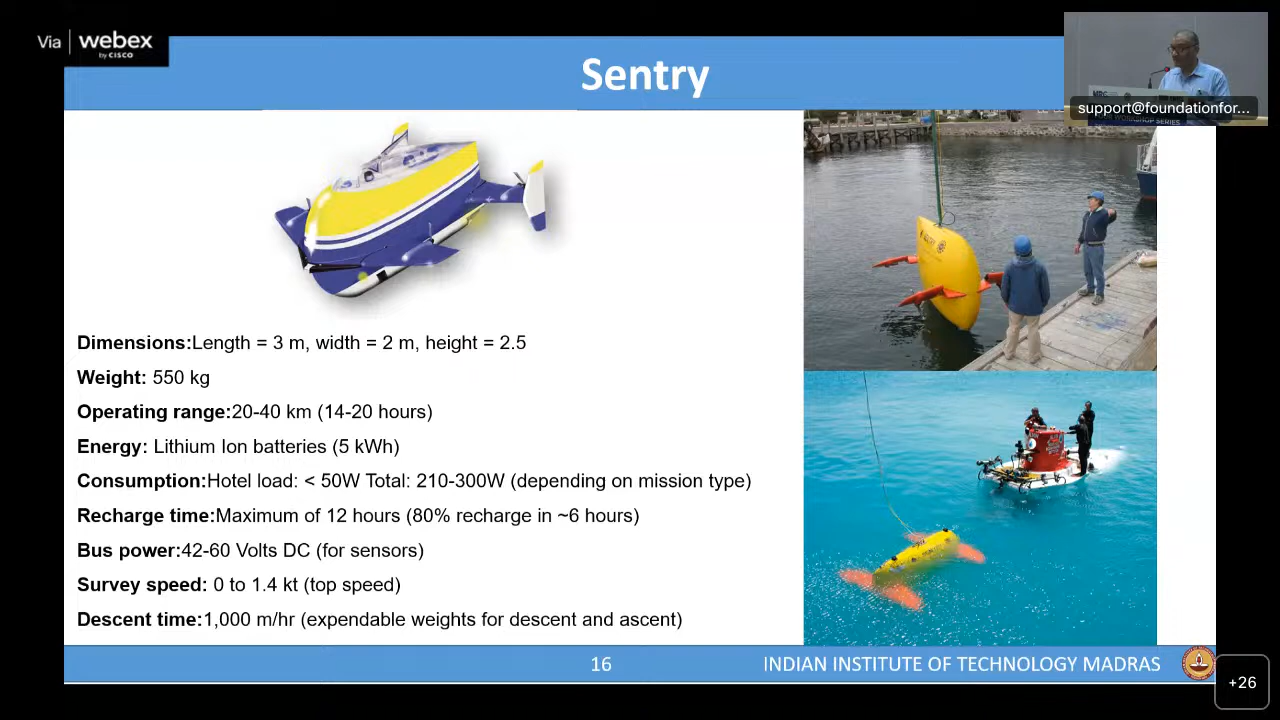 Via webex
by CISCO
Sentry
support@foundationfor...
Dimensions:Length = 3 m, width = 2 m, height = 2.5
Weight: 550 kg
Operating range:20-40 km (14-20 hours)
Energy: Lithium Ion batteries (5 kWh)
Consumption:Hotel load: < 50W Total: 210-300W (depending on mission type)
Recharge time:Maximum of 12 hours (80% recharge in ~6 hours)
Bus power:42-60 Volts DC (for sensors)
Survey speed: 0 to 1.4 kt (top speed)
Descent time:1,000 m/hr (expendable weights for descent and ascent)
16
INDIAN INSTITUTE OF TECHNOLOGY MADRAS
+26